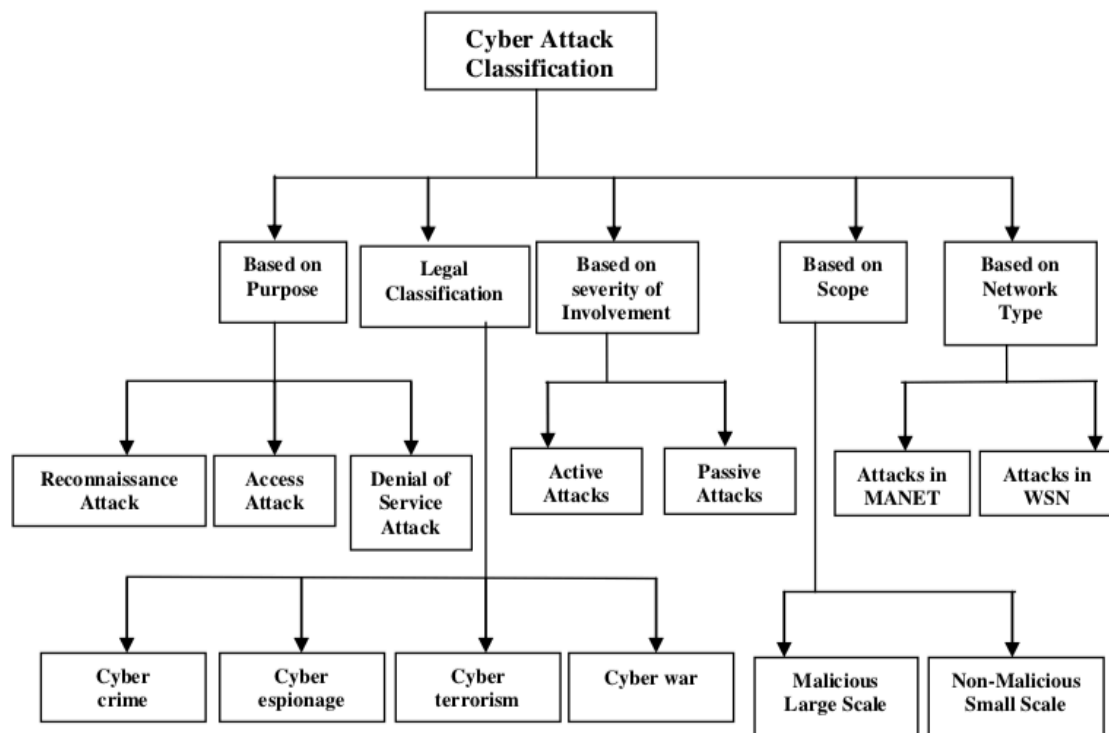 Cyber Attack
Classification
Based on
Purpose
Legal
Classification
Based on
severity of
Involvement
Based on
Scope
Based on
Network
Type
Reconnaissance
Attack
Access
Attack
Denial of
Service
Attack
Active
Attacks
Passive
Attacks
Attacks in
MANET
Attacks in
WSN
Cyber
crime
Cyber
espionage
Cyber
terrorism
Cyber war
Malicious
Large Scale
Non-Malicious
Small Scale